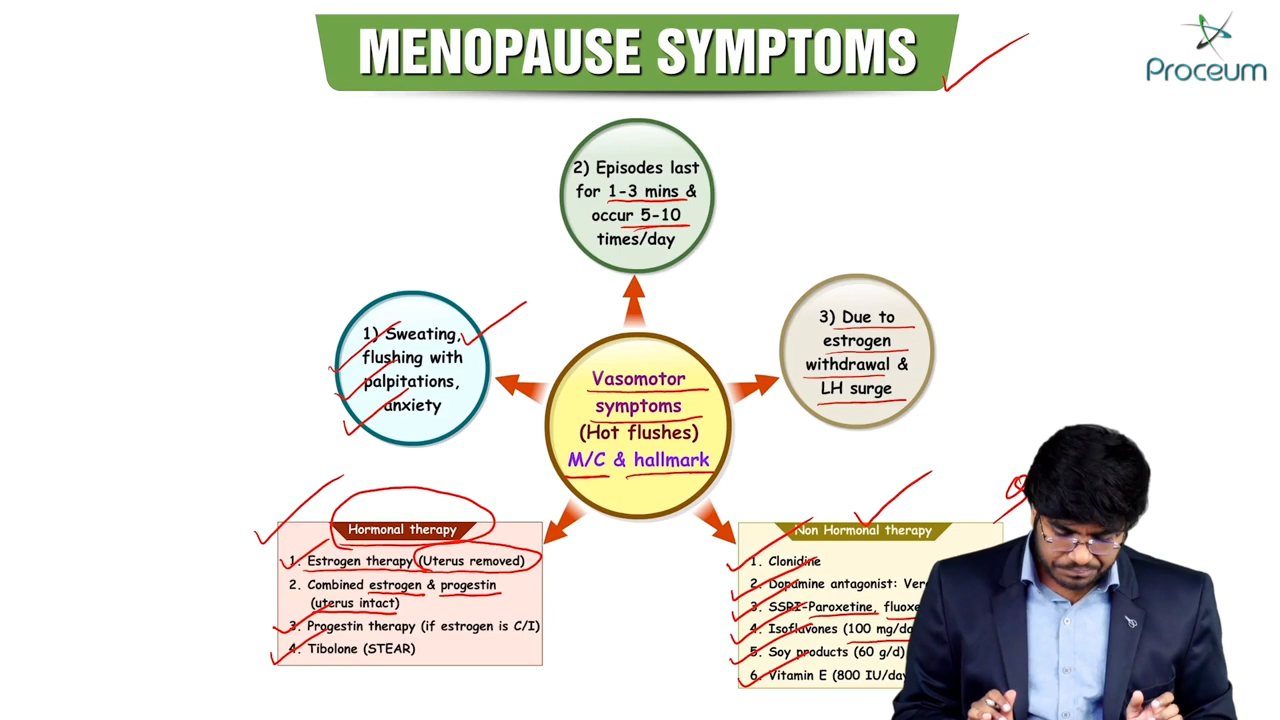 MENOPAUSE SYMPTOMS
Proceum
2) Episodes last
for 1-3 mins &
occur 5-10
times/day
1) Sweating,
flushing with
palpitations,
anxiety
3) Due to
estrogen
withdrawal &
LH surge
Vasomotor
symptoms
(Hot flushes)
M/C & hallmark
Hormonal therapy
1. Estrogen therapy (Uterus removed)
2. Combined estrogen & progestin
(uterus intact)
3. Progestin therapy (if estrogen is C/I)
4. Tibolone (STEAR)
Non Hormonal therapy
1. Clonidine
2. Dopamine antagonist:
3. SSRI-Paroxetine,
4. Isoflavones (100
5. Soy products (60 g/d)
6. Vitamin E (800 IU/day